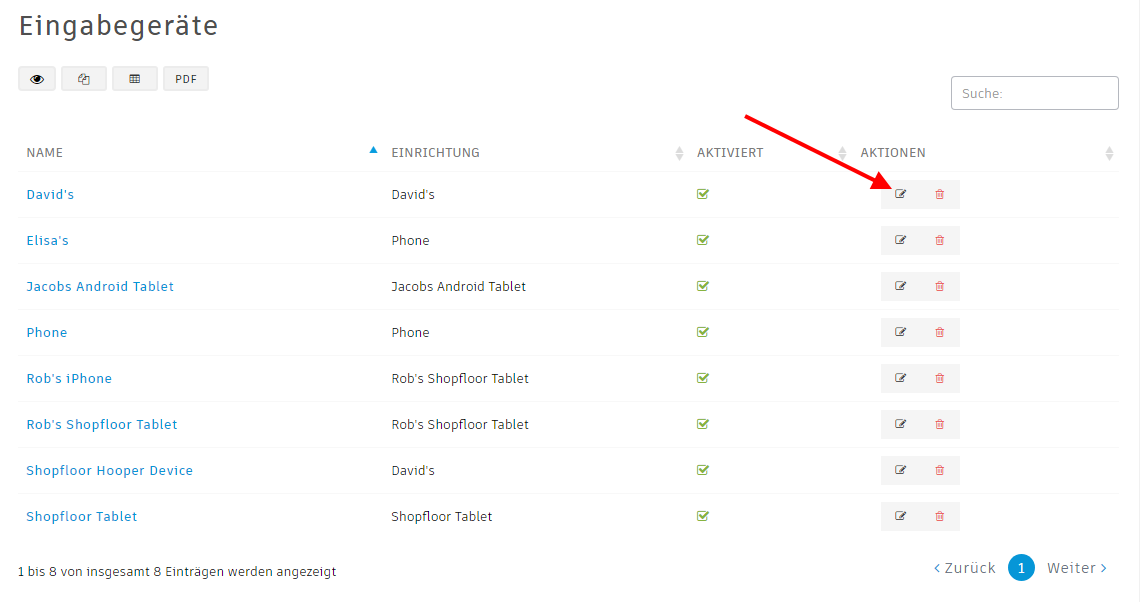 Eingabegeräte
PDF
Suche:
NAME EINRICHTUNG AKTIVIERT AKTIONEN
David's David's
Elisa's Phone
Jacobs Android Tablet Jacobs Android Tablet
Phone Phone
Rob's iPhone Rob's Shopfloor Tablet
Rob's Shopfloor Tablet Rob's Shopfloor Tablet
Shopfloor Hooper Device David's
Shopfloor Tablet Shopfloor Tablet
1 bis 8 von insgesamt 8 Einträgen werden angezeigt
‹ Zurück 1 Weiter ›